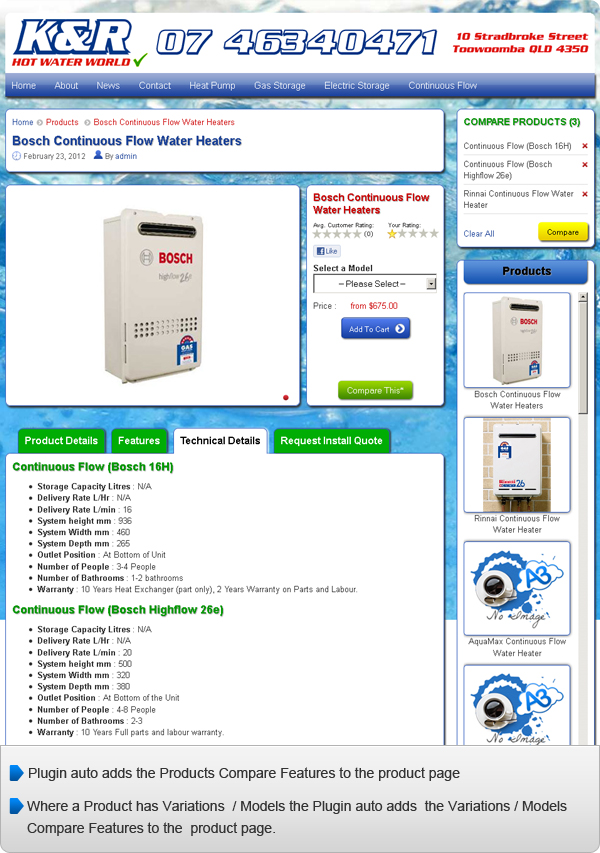 K&R
HOT WATER WORLD
07 46340471
10 Stradbroke Street
Toowoomba QLD 4350
Home About News Contact Heat Pump Gas Storage Electric Storage Continuous Flow
Home Products Bosch Continuous Flow Water Heaters
Bosch Continuous Flow Water Heaters
February 23, 2012 By admin
COMPARE PRODUCTS (3)
Continuous Flow (Bosch 16H) ×
Continuous Flow (Bosch ×
Highflow 26e)
Rinnai Continuous Flow Water ×
Heater
Clear All Compare
BOSCH
highflow 26e
GAS
Bosch Continuous Flow
Water Heaters
Avg. Customer Rating: Your Rating:
(0)
Like
Select a Model
-- Please Select --
Price : from $675.00
Add To Cart
Compare This*
Products
BOSCH
Bosch Continuous Flow
Water Heaters
26
Rinnai Continuous Flow
Water Heater
A3
No Image
AquaMax Continuous Flow
Water Heater
A3
No Image
Product Details Features Technical Details Request Install Quote
Continuous Flow (Bosch 16H)
• Storage Capacity Litres : N/A
• Delivery Rate L/Hr : N/A
• Delivery Rate L/min : 16
• System height mm : 936
• System Width mm : 460
• System Depth mm : 265
• Outlet Position : At Bottom of Unit
• Number of People : 3-4 People
• Number of Bathrooms : 1-2 bathrooms
• Warranty : 10 Years Heat Exchanger (part only), 2 Years Warranty on Parts and Labour.
Continuous Flow (Bosch Highflow 26e)
• Storage Capacity Litres : N/A
• Delivery Rate L/Hr : N/A
• Delivery Rate L/min : 20
• System height mm : 500
• System Width mm : 320
• System Depth mm : 380
• Outlet Position : At Bottom of the Unit
• Number of People : 4-8 People
• Number of Bathrooms : 2-3
• Warranty : 10 Years Full parts and labour warranty.
Plugin auto adds the Products Compare Features to the product page
Where a Product has Variations / Models the Plugin auto adds the Variations / Models
Compare Features to the product page.